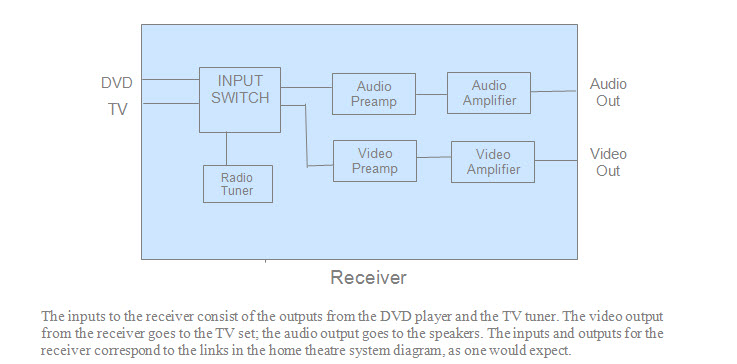 DVD
TV
INPUT
SWITCH
Radio
Tuner
Audio
Preamp
Audio
Amplifier
Video
Preamp
Video
Amplifier
Audio
Out
Video
Out
Receiver
The inputs to the receiver consist of the outputs from the DVD player and the TV tuner. The video output
from the receiver goes to the TV set; the audio output goes to the speakers. The inputs and outputs for the
receiver correspond to the links in the home theatre system diagram, as one would expect.